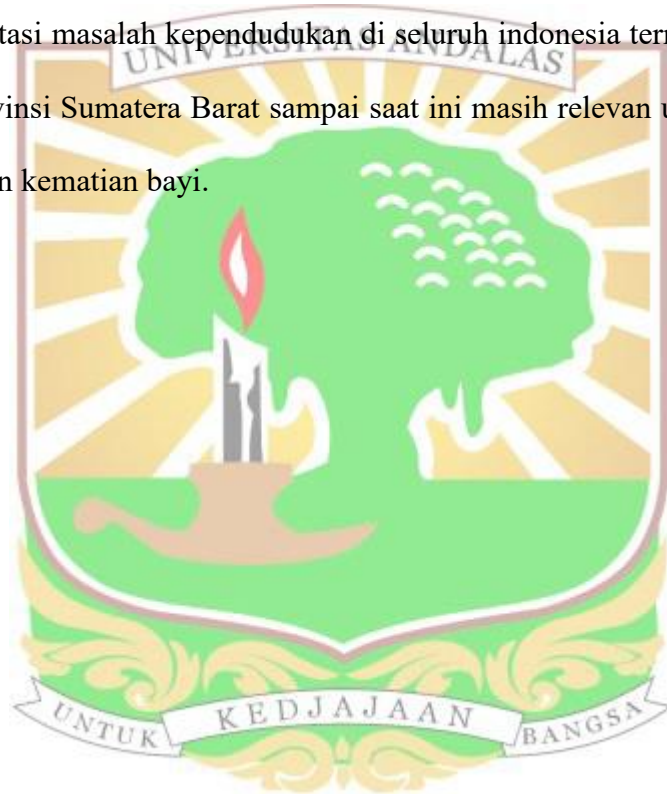 tasi masalah kependudukan di seluruh indonesia terr
UNIVERSITAS ANDALAS
vinsi Sumatera Barat sampai saat ini masih relevan u
n kematian bayi.
UNTUK KEDJAJAAN BANGSA